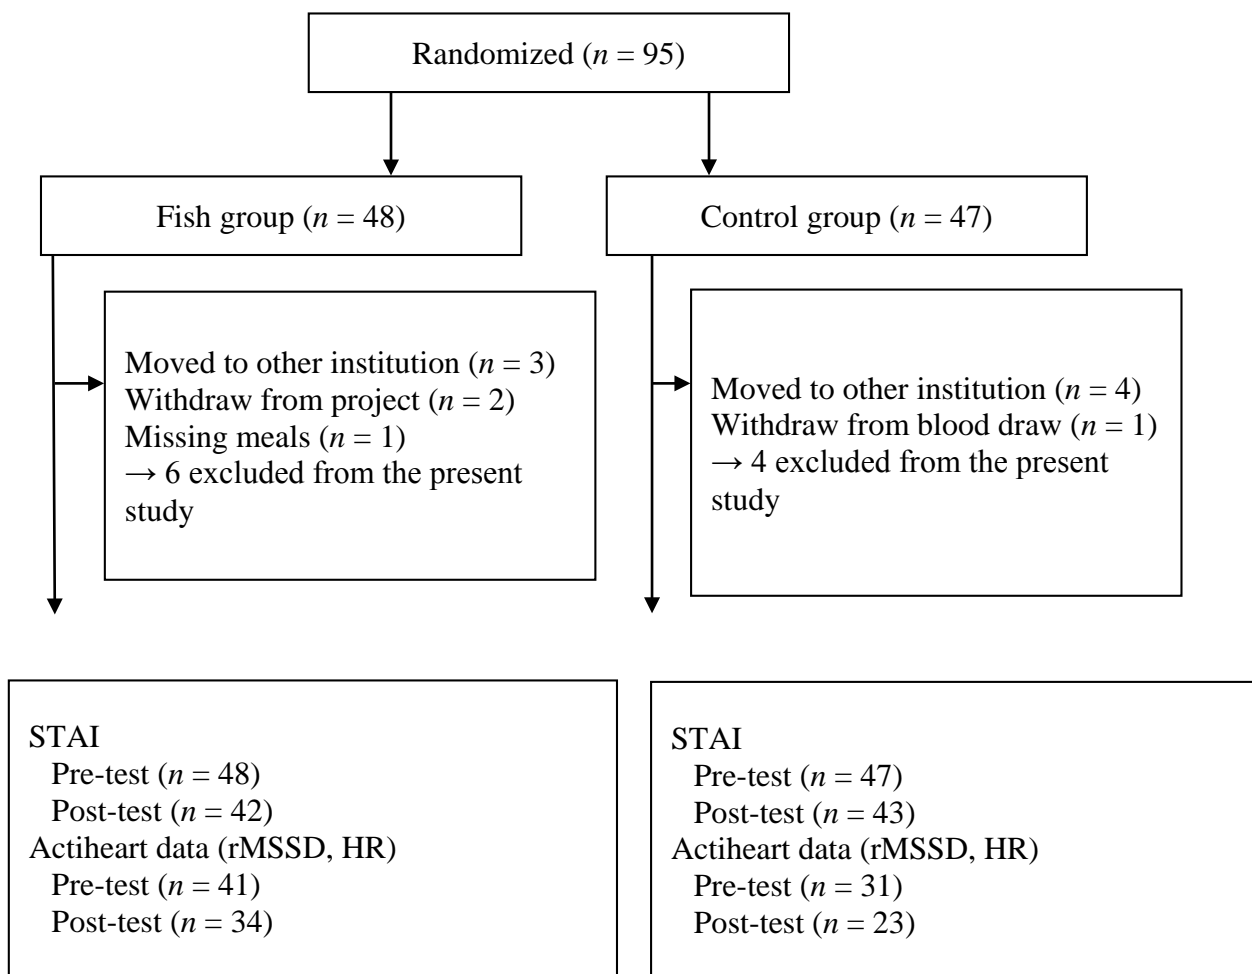 Randomized (n = 95)
Fish group (n = 48)
Control group (n = 47)
Moved to other institution (n = 3)
Withdraw from project (n = 2)
Missing meals (n = 1)
→ 6 excluded from the present
study
Moved to other institution (n = 4)
Withdraw from blood draw (n = 1)
→ 4 excluded from the present
study
STAI
Pre-test (n = 48)
Post-test (n = 42)
Actiheart data (rMSSD, HR)
Pre-test (n = 41)
Post-test (n = 34)
STAI
Pre-test (n = 47)
Post-test (n = 43)
Actiheart data (rMSSD, HR)
Pre-test (n = 31)
Post-test (n = 23)